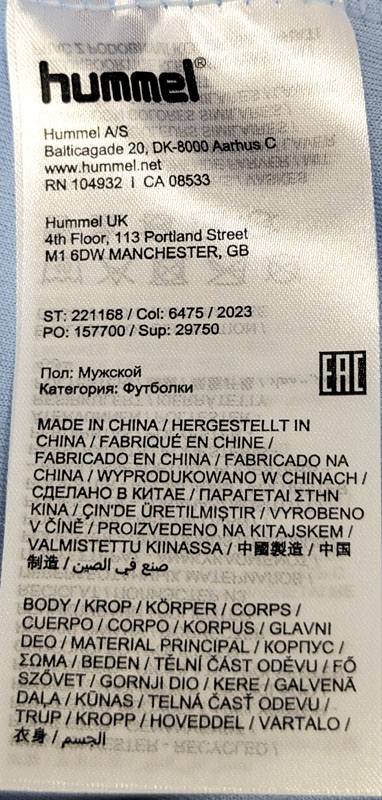 hummel®
Hummel A/S
Balticagade 20, DK-8000 Aarhus C
www.hummel.net
RN 104932 I CA 08533
Hummel UK
4th Floor, 113 Portland Street
M1 6DW MANCHESTER, GB
ST: 221168 / Col: 6475 / 2023
PO: 157700 / Sup: 29750
Пол: Мужской
Категория: Футболки
EAC
MADE IN CHINA / HERGESTELLT IN
CHINA / FABRIQUÉ EN CHINE /
FABRICADO EN CHINA / FABRICADO NA
CHINA / WYPRODUKOWANO W CHINACH /
СДЕЛАНО В КИТАЕ / ΠΑΡΑΓΕΤΑΙ ΣΤΗΝ
ΚΙΝΑ / ÇIN'DE ÜRETILMIŞTIR / VYROBENO
V ČÍNĚ / PROIZVEDENO NA KITAJSKEM /
VALMISTETTU KIINASSA / 中國製造 / 中国
制造 / صنع في الصين /
BODY / KROP / KÖRPER / CORPS /
CUERPO / CORPO / KORPUS / GLAVNI
DEO / MATERIAL PRINCIPAL / КОРПУС /
ΣΩΜΑ / BEDEN / TĚLNÍ ČÁST ODĚVU / FŐ
SZÖVET / GORNJI DIO / KERE / GALVENĀ
DAĻA / KŪNAS / TELNÁ ČASŤ ODEVU /
TRUP / KROPP / HOVEDDEL / VARTALO /
衣身 / الجسم /